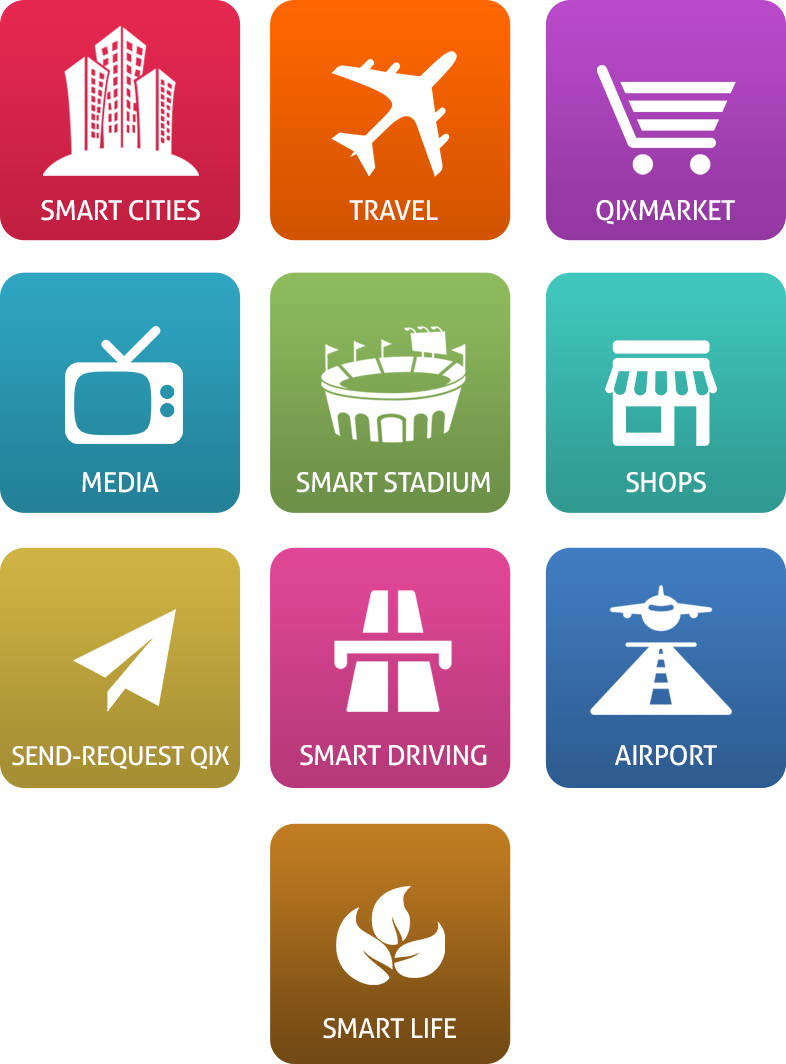 SMART CITIES
TRAVEL
QIXMARKET
MEDIA
SMART STADIUM
SHOPS
SEND-REQUEST QIX
SMART DRIVING
AIRPORT
SMART LIFE